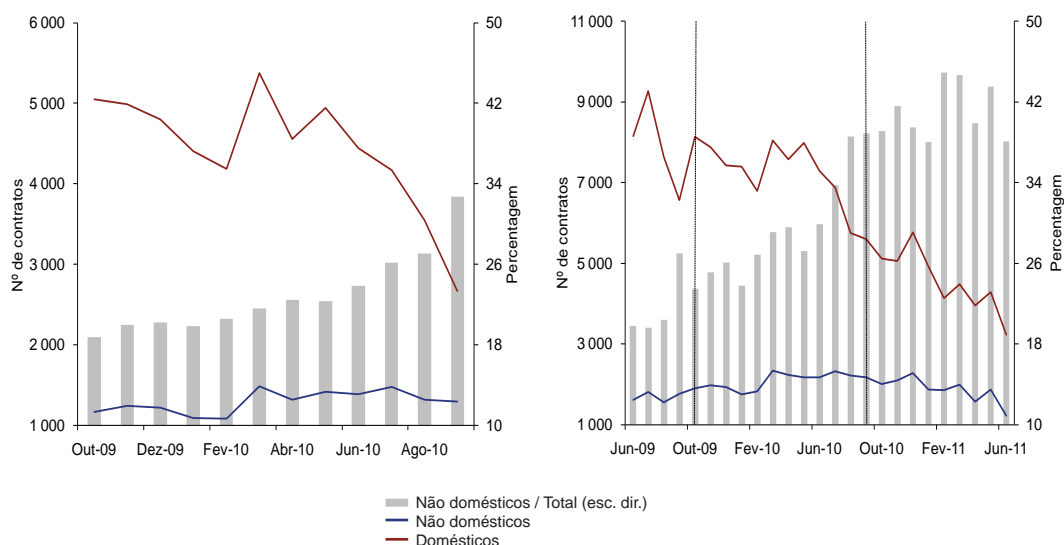 6 000
5 000
4 000
3 000
2 000
1 000
Nº de contratos
50
42
34
26
18
10
Percentagem
Out-09 Dez-09 Fev-10 Abr-10 Jun-10 Ago-10
11 000
9 000
7 000
5 000
3 000
1 000
Nº de contratos
50
42
34
26
18
10
Percentagem
Jun-09 Out-09 Fev-10 Jun-10 Out-10 Fev-11 Jun-11
Não domésticos / Total (esc. dir.)
Não domésticos
Domésticos